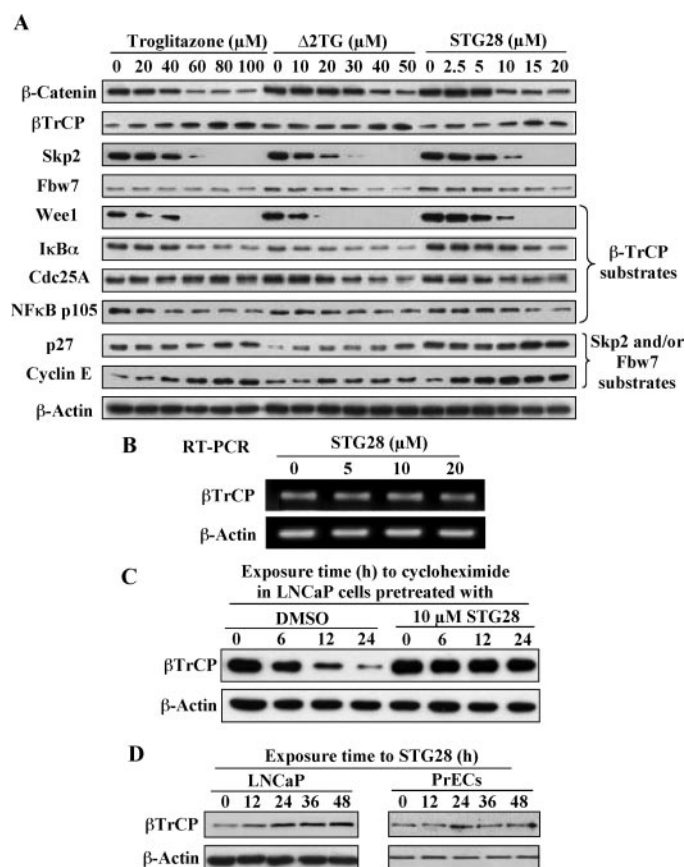 A
Troglitazone (µM) Δ2TG (µM) STG28 (µM)
0 20 40 60 80 100 0 10 20 30 40 50 0 2.5 5 10 15 20
β-Catenin
βTrCP
Skp2
Fbw7
Wee1
IκBα
Cdc25A
NFκB p105
β-TrCP
substrates
p27
Cyclin E
Skp2 and/or
Fbw7
substrates
β-Actin
B RT-PCR STG28 (µM)
0 5 10 20
βTrCP
β-Actin
C Exposure time (h) to cycloheximide
in LNCaP cells pretreated with
DMSO 10 µM STG28
0 6 12 24 0 6 12 24
βTrCP
β-Actin
D Exposure time to STG28 (h)
LNCaP PrECs
0 12 24 36 48 0 12 24 36 48
βTrCP
β-Actin